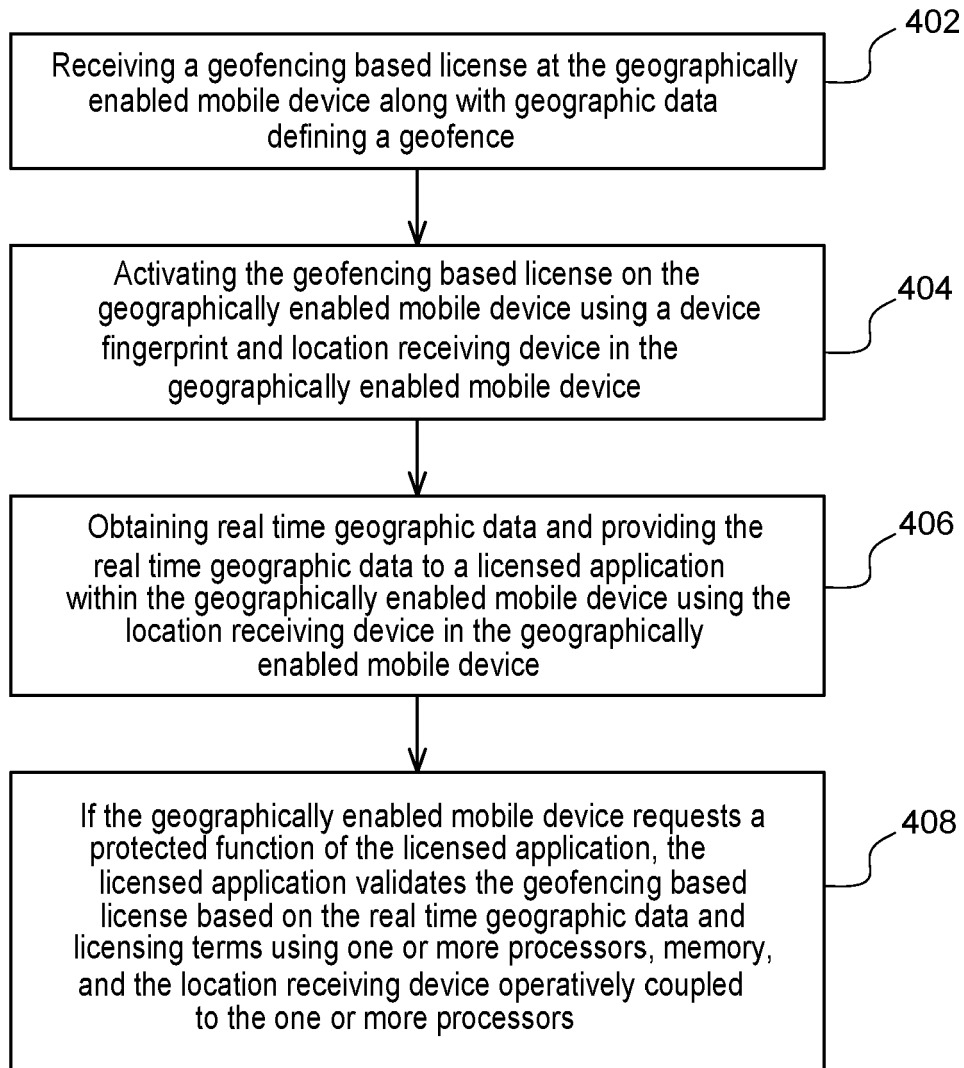 402
Receiving a geofencing based license at the geographically
enabled mobile device along with geographic data
defining a geofence
404
Activating the geofencing based license on the
geographically enabled mobile device using a device
fingerprint and location receiving device in the
geographically enabled mobile device
406
Obtaining real time geographic data and providing the
real time geographic data to a licensed application
within the geographically enabled mobile device using the
location receiving device in the geographically
enabled mobile device
408
If the geographically enabled mobile device requests a
protected function of the licensed application, the
licensed application validates the geofencing based
license based on the real time geographic data and
licensing terms using one or more processors, memory,
and the location receiving device operatively coupled
to the one or more processors